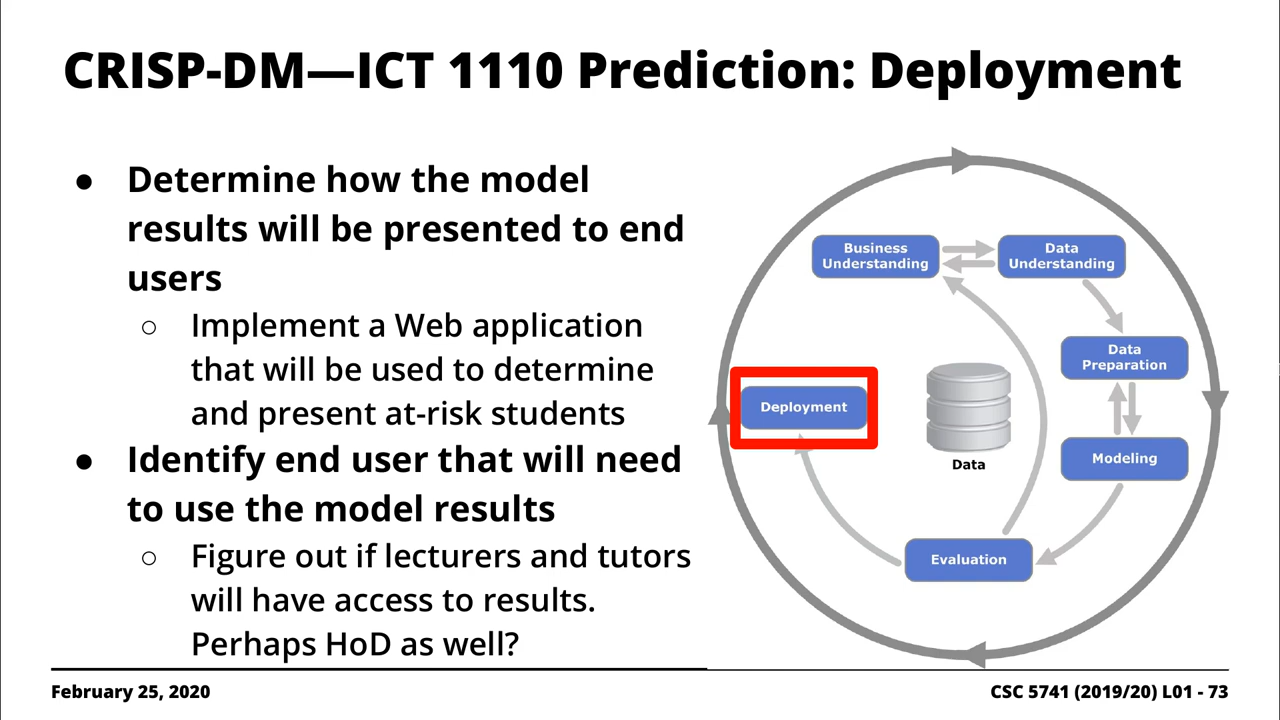 CRISP-DM—ICT 1110 Prediction: Deployment
● Determine how the model
results will be presented to end
users
○ Implement a Web application
that will be used to determine
and present at-risk students
● Identify end user that will need
to use the model results
○ Figure out if lecturers and tutors
will have access to results.
Perhaps HoD as well?
Business
Understanding
Data
Understanding
Data
Preparation
Modeling
Evaluation
Deployment
Data
February 25, 2020
CSC 5741 (2019/20) L01 - 73